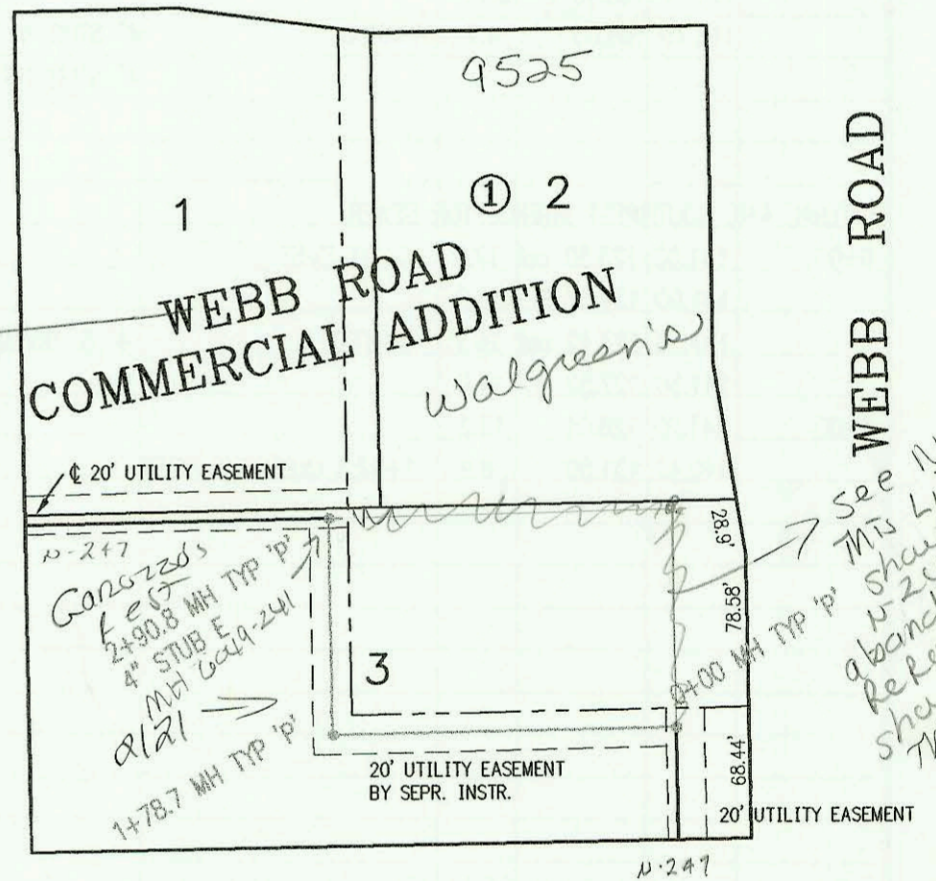 9525
1
① 2
WEBB ROAD
COMMERCIAL ADDITION
Walgreen's
WEBB ROAD
℄ 20' UTILITY EASEMENT
N-247
2+90.8 MH TYP 'P'
4" STUB E
MH
1+78.7 MH TYP 'P'
3
0+00 MH TYP 'P'
28.9'
78.58'
68.44'
See
This
20' UTILITY EASEMENT
BY SEPR. INSTR.
20' UTILITY EASEMENT
N-247